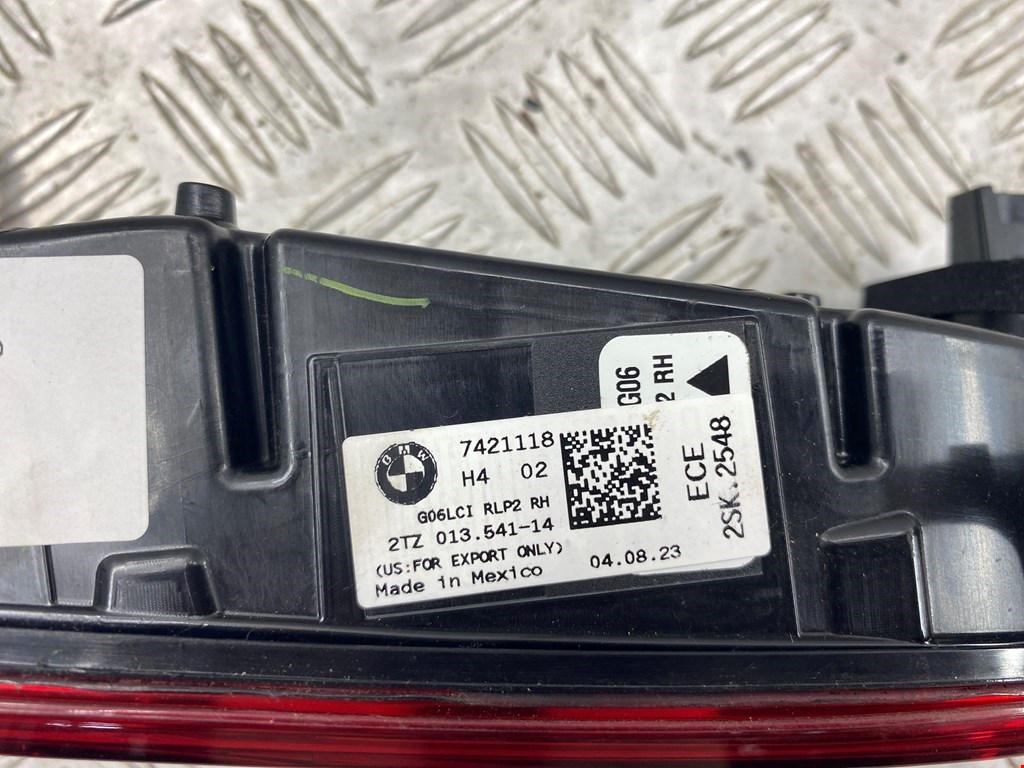 G06
2 RH
BMW
7421118
H4 02
G06LCI RLP2 RH
2TZ 013.541-14
(US:FOR EXPORT ONLY)
Made in Mexico
04.08.23
ECE
2SK.2548